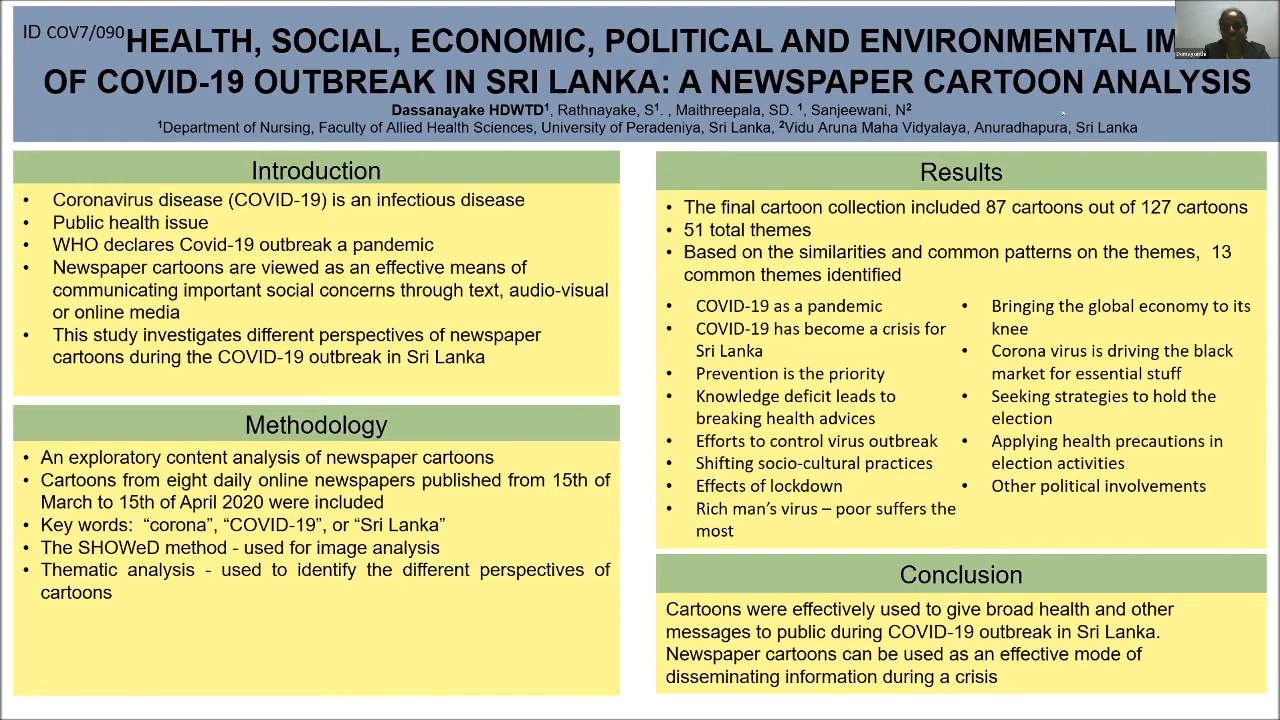 ID COV7/090
HEALTH, SOCIAL, ECONOMIC, POLITICAL AND ENVIRONMENTAL IM
OF COVID-19 OUTBREAK IN SRI LANKA: A NEWSPAPER CARTOON ANALYSIS
Dassanayake HDWTD¹, Rathnayake, S¹. , Maithreepala, SD. ¹, Sanjeewani, N²
¹Department of Nursing, Faculty of Allied Health Sciences, University of Peradeniya, Sri Lanka, ²Vidu Aruna Maha Vidyalaya, Anuradhapura, Sri Lanka
Introduction
• Coronavirus disease (COVID-19) is an infectious disease
• Public health issue
• WHO declares Covid-19 outbreak a pandemic
• Newspaper cartoons are viewed as an effective means of
communicating important social concerns through text, audio-visual
or online media
• This study investigates different perspectives of newspaper
cartoons during the COVID-19 outbreak in Sri Lanka
Methodology
• An exploratory content analysis of newspaper cartoons
• Cartoons from eight daily online newspapers published from 15th of
March to 15th of April 2020 were included
• Key words: “corona”, “COVID-19”, or “Sri Lanka”
• The SHOWeD method - used for image analysis
• Thematic analysis - used to identify the different perspectives of
cartoons
Results
• The final cartoon collection included 87 cartoons out of 127 cartoons
• 51 total themes
• Based on the similarities and common patterns on the themes, 13
common themes identified
• COVID-19 as a pandemic
• COVID-19 has become a crisis for
Sri Lanka
• Prevention is the priority
• Knowledge deficit leads to
breaking health advices
• Efforts to control virus outbreak
• Shifting socio-cultural practices
• Effects of lockdown
• Rich man’s virus – poor suffers the
most
• Bringing the global economy to its
knee
• Corona virus is driving the black
market for essential stuff
• Seeking strategies to hold the
election
• Applying health precautions in
election activities
• Other political involvements
Conclusion
Cartoons were effectively used to give broad health and other
messages to public during COVID-19 outbreak in Sri Lanka.
Newspaper cartoons can be used as an effective mode of
disseminating information during a crisis